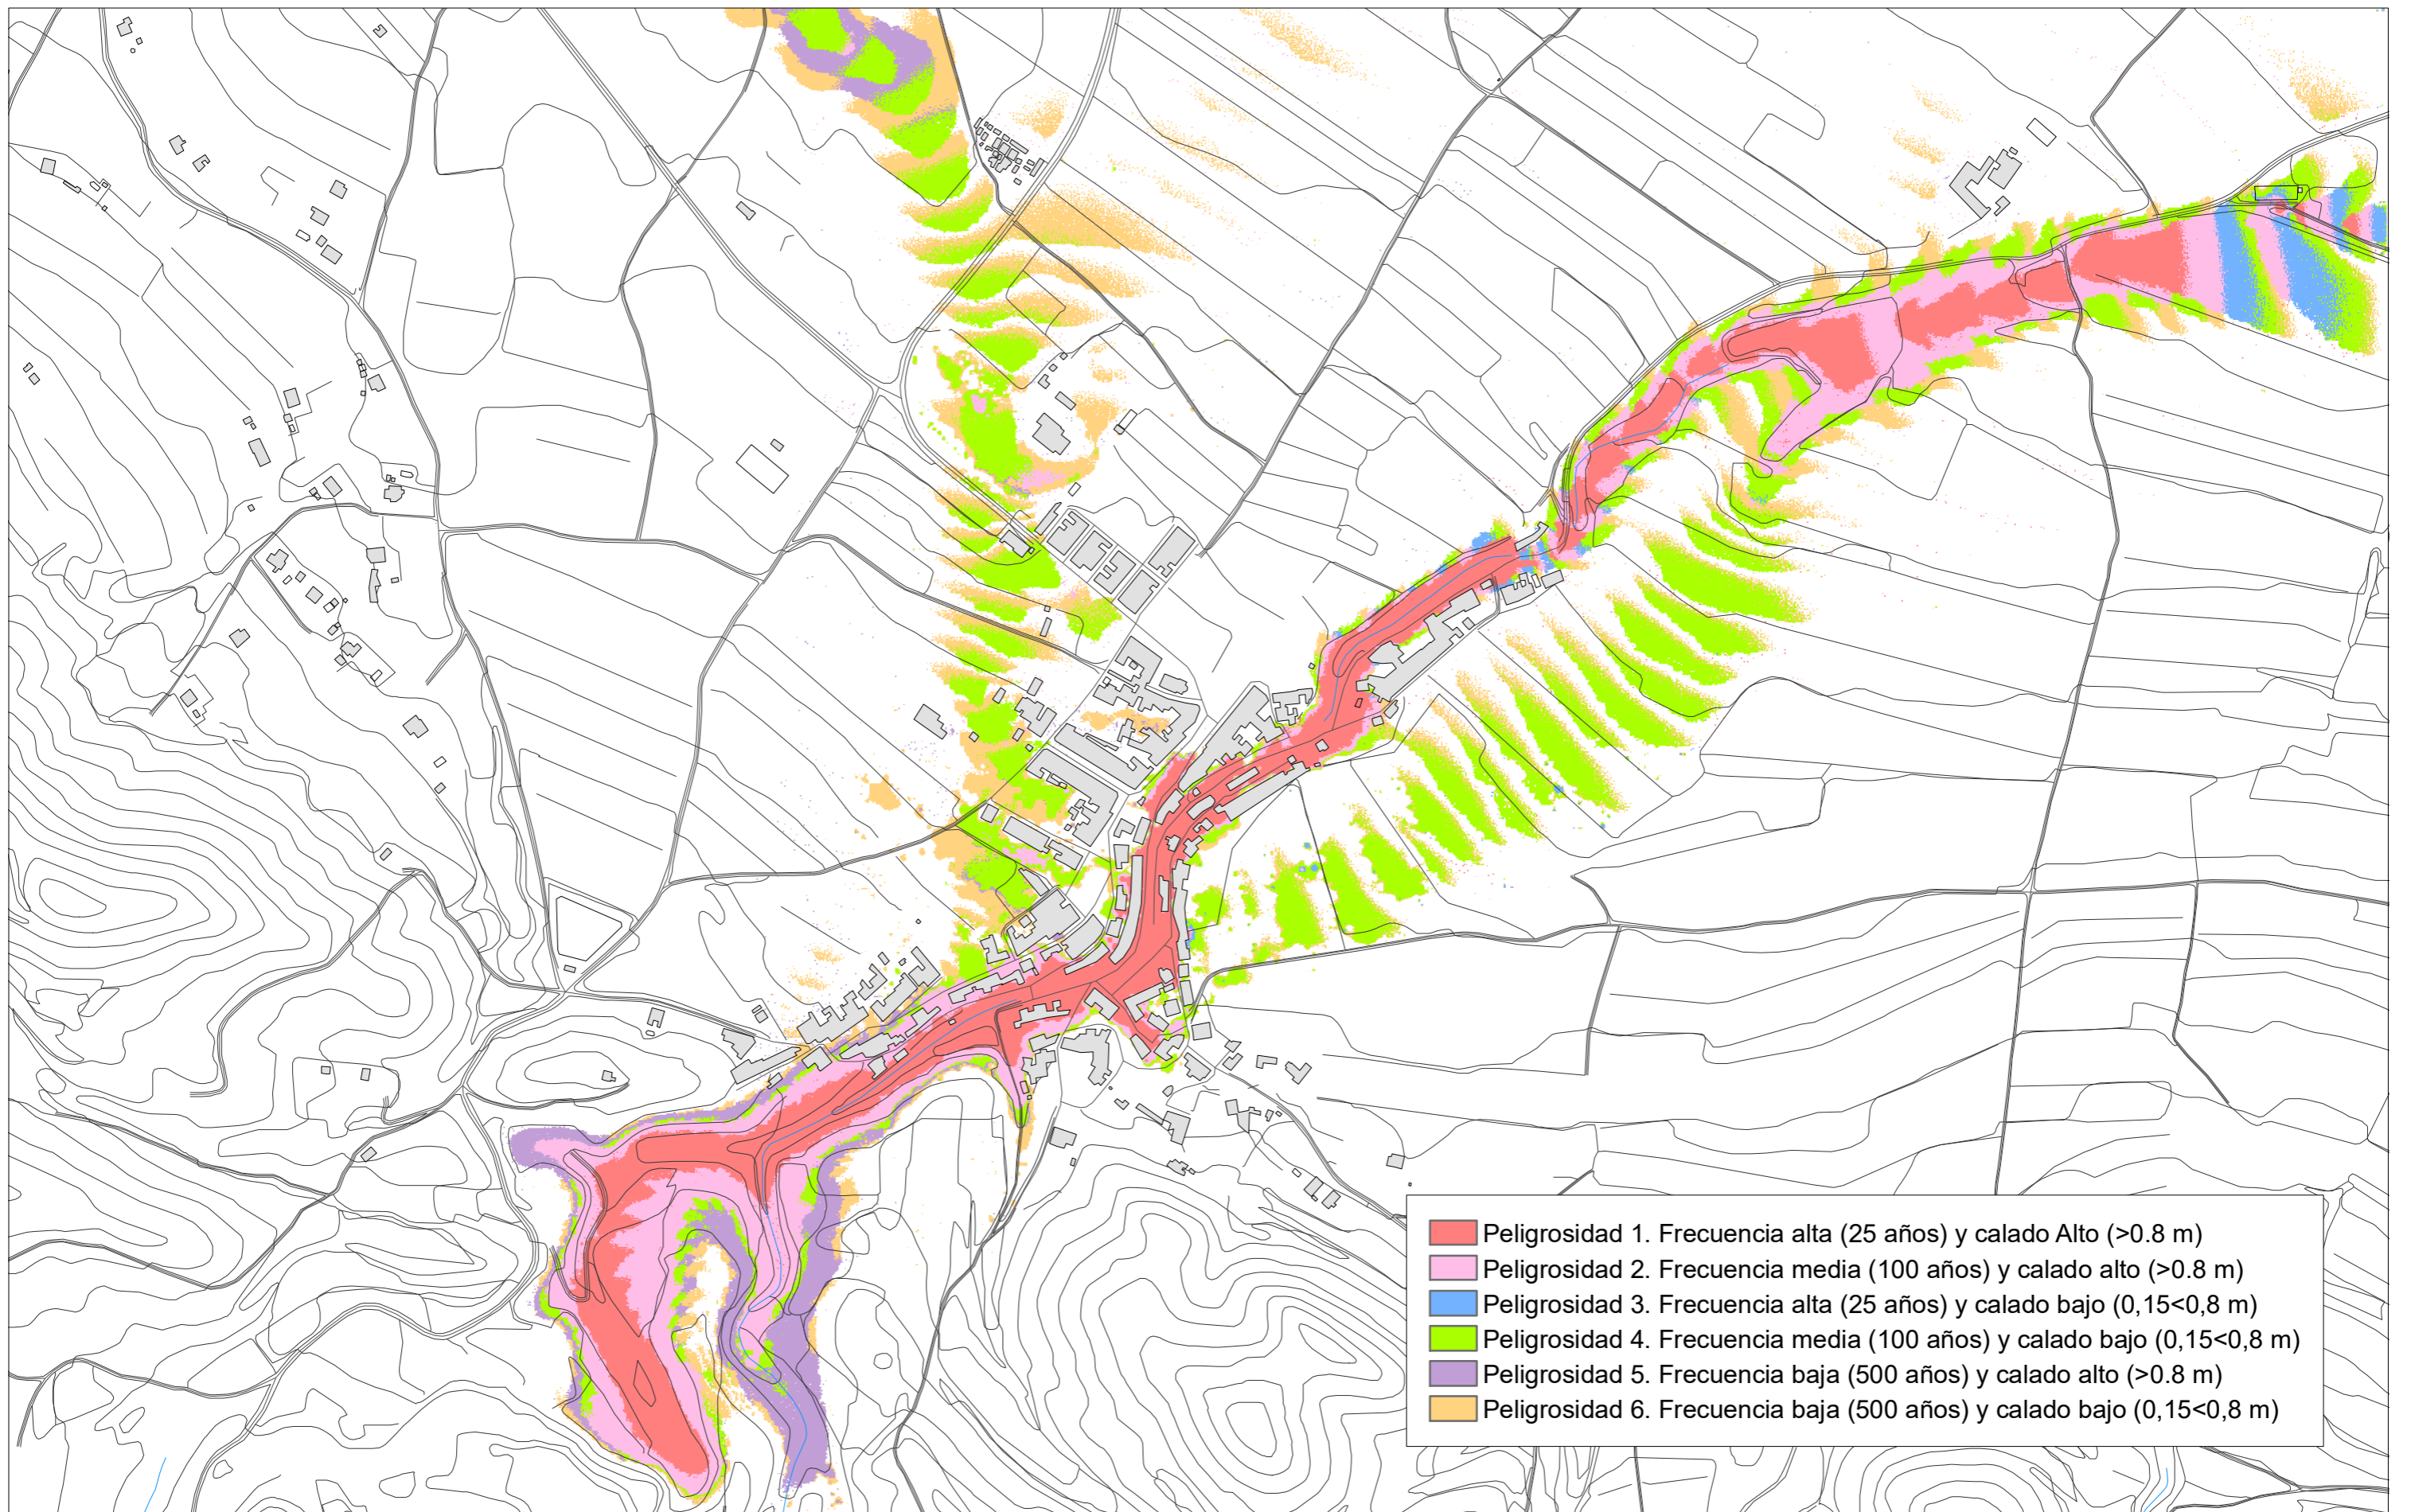 Peligrosidad 1. Frecuencia alta (25 años) y calado Alto (>0.8 m)
Peligrosidad 2. Frecuencia media (100 años) y calado alto (>0.8 m)
Peligrosidad 3. Frecuencia alta (25 años) y calado bajo (0,15<0,8 m)
Peligrosidad 4. Frecuencia media (100 años) y calado bajo (0,15<0,8 m)
Peligrosidad 5. Frecuencia baja (500 años) y calado alto (>0.8 m)
Peligrosidad 6. Frecuencia baja (500 años) y calado bajo (0,15<0,8 m)